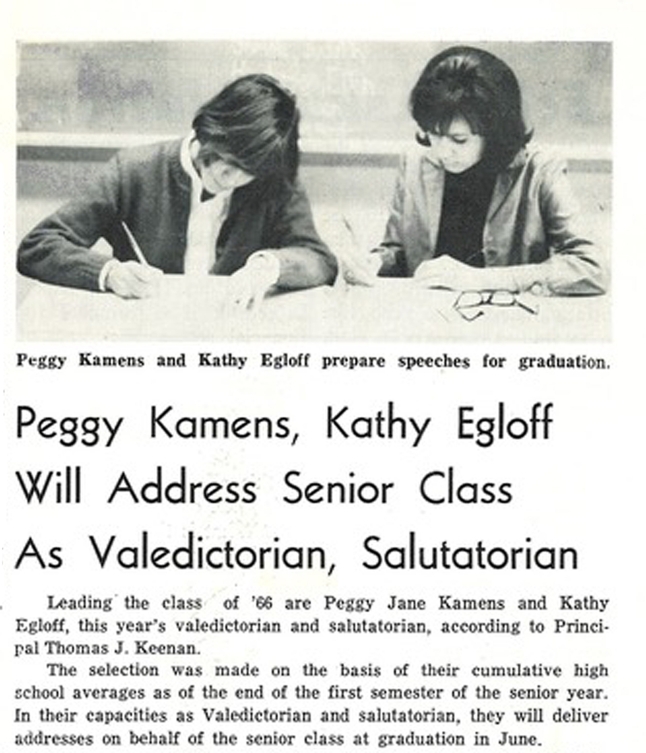 Peggy Kamens and Kathy Egloff prepare speeches for graduation.
Peggy Kamens, Kathy Egloff
Will Address Senior Class
As Valedictorian, Salutatorian
Leading the class of '66 are Peggy Jane Kamens and Kathy
Egloff, this year's valedictorian and salutatorian, according to Princi-
pal Thomas J. Keenan.
The selection was made on the basis of their cumulative high
school averages as of the end of the first semester of the senior year.
In their capacities as Valedictorian and salutatorian, they will deliver
addresses on behalf of the senior class at graduation in June.